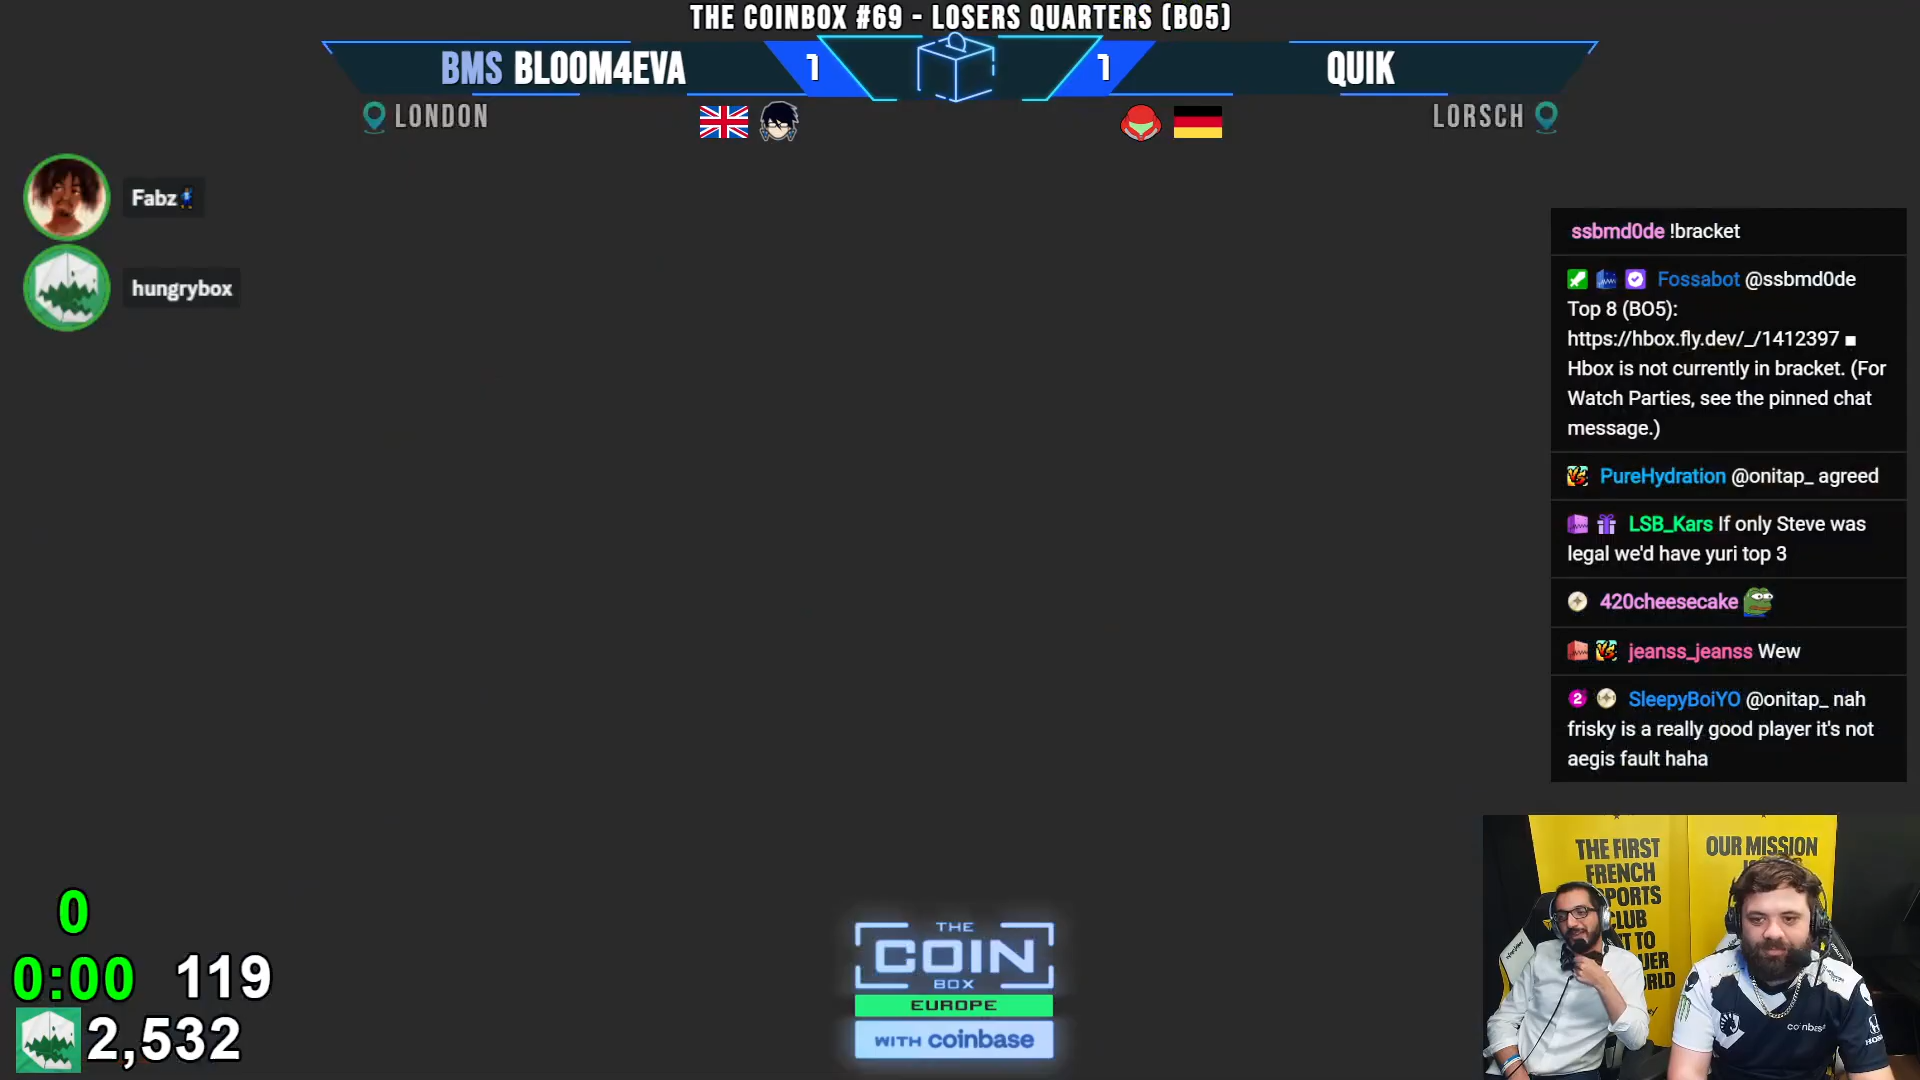 THE COINBOX #69 - LOSERS QUARTERS (BO5)
BMS BLOOM4EVA
1
1
QUIK
LONDON
LORSCH
Fabz
hungrybox
ssbmd0de !bracket
Fossabot @ssbmd0de
Top 8 (BO5):
https://hbox.fly.dev/_/1412397 ■
Hbox is not currently in bracket. (For
Watch Parties, see the pinned chat
message.)
PureHydration @onitap_ agreed
LSB_Kars If only Steve was
legal we'd have yuri top 3
420cheesecake
jeanss_jeanss Wew
2 SleepyBoiYO @onitap_ nah
frisky is a really good player it's not
aegis fault haha
0
0:00 119
2,532
THE
COIN
BOX
EUROPE
WITH coinbase
THE FIRST
FRENCH
CLUB
TO
OUR MISSION